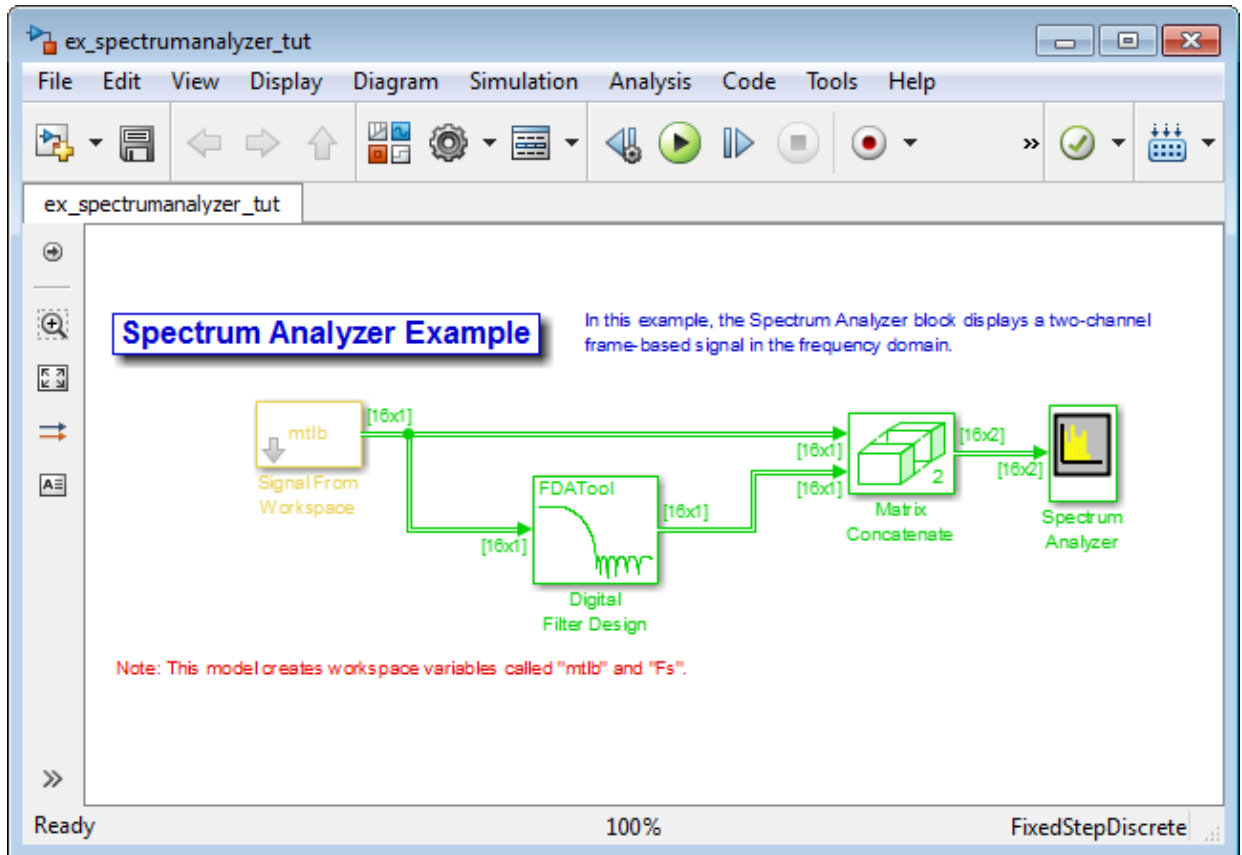 ex_spectrumanalyzer_tut
File Edit View Display Diagram Simulation Analysis Code Tools Help
ex_spectrumanalyzer_tut
Spectrum Analyzer Example
In this example, the Spectrum Analyzer block displays a two-channel
frame-based signal in the frequency domain.
mtlb
[16x1]
Signal From
Workspace
[16x1]
FDATool
[16x1]
Digital
Filter Design
[16x1]
[16x1]
2
[16x2]
Matrix
Concatenate
[16x2]
Spectrum
Analyzer
Note: This model creates workspace variables called "mtlb" and "Fs".
Ready 100% FixedStepDiscrete